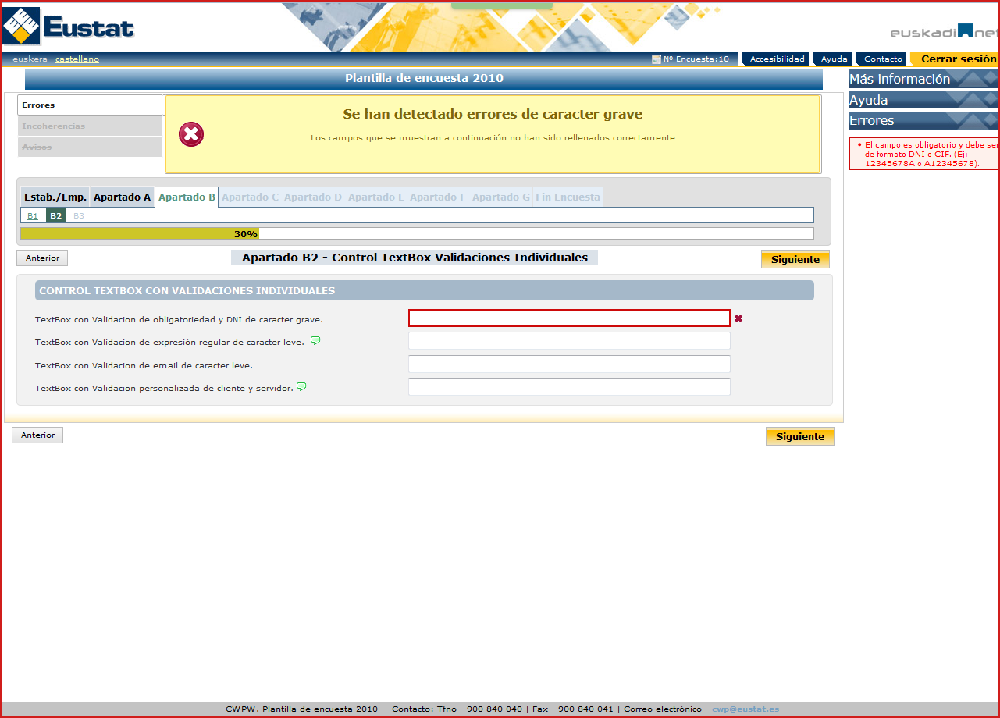 Eustat
euskadi net
euskera castellano Nº Encuesta:10 Accesibilidad Ayuda Contacto Cerrar sesión
Plantilla de encuesta 2010
Más información
Ayuda
Errores
El campo es obligatorio y debe ser
de formato DNI o CIF. (Ej:
12345678A o A12345678).
Errores
Incoherencias
Avisos
Se han detectado errores de caracter grave
Los campos que se muestran a continuación no han sido rellenados correctamente
Estab./Emp. Apartado A Apartado B Apartado C Apartado D Apartado E Apartado F Apartado G Fin Encuesta
B1 B2 B3
30%
Anterior Apartado B2 - Control TextBox Validaciones Individuales Siguiente
CONTROL TEXTBOX CON VALIDACIONES INDIVIDUALES
TextBox con Validacion de obligatoriedad y DNI de caracter grave.
TextBox con Validacion de expresión regular de caracter leve.
TextBox con Validacion de email de caracter leve.
TextBox con Validacion personalizada de cliente y servidor.
Anterior Siguiente
CWPW. Plantilla de encuesta 2010 -- Contacto: Tfno - 900 840 040 | Fax - 900 840 041 | Correo electrónico - cwp@eustat.es